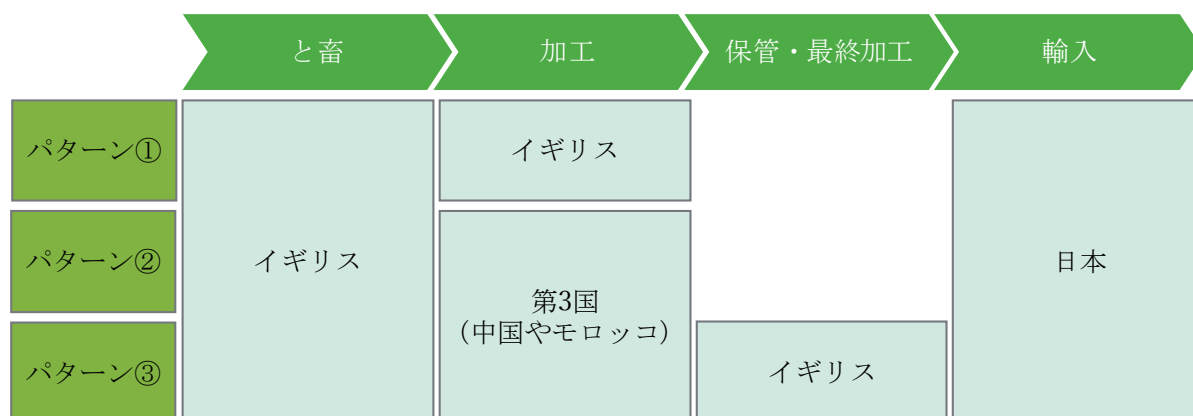 と畜
加工
保管・最終加工
輸入
パターン①
イギリス
パターン②
イギリス
第3国
（中国やモロッコ）
日本
パターン③
イギリス